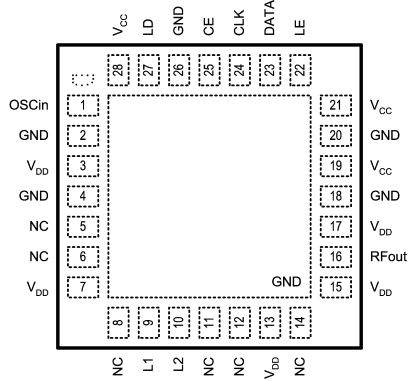 VCC LD GND CE CLK DATA LE
28 27 26 25 24 23 22
OSCin 1 21 VCC
GND 2 20 GND
VDD 3 19 VCC
GND 4 18 GND
NC 5 17 VDD
NC 6 16 RFout
VDD 7 15 VDD
GND
8 9 10 11 12 13 14
NC L1 L2 NC NC VDD NC